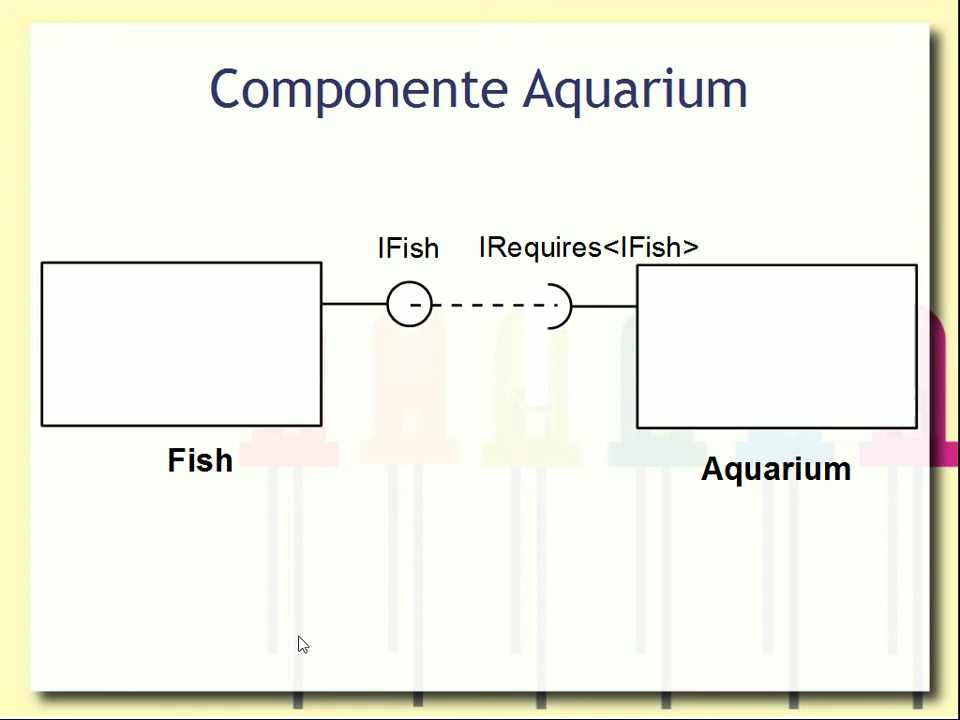 Componente Aquarium
IFish
IRequires<IFish>
Fish
Aquarium